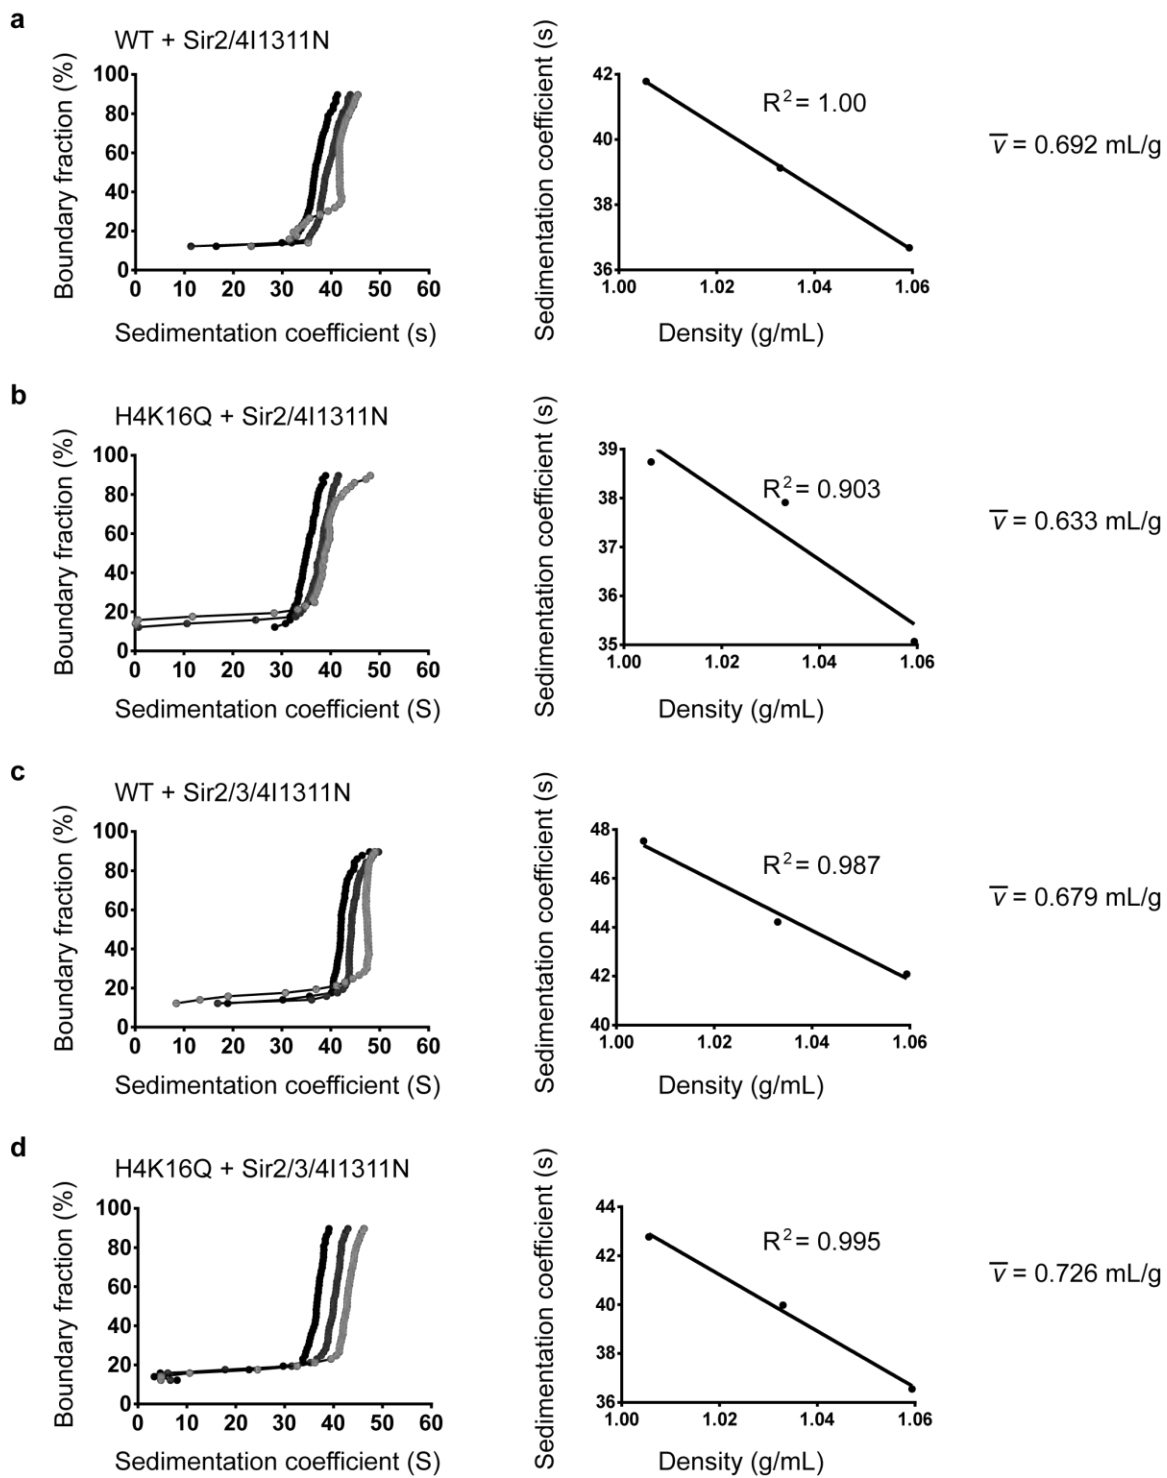 a
WT + Sir2/4I1311N
Boundary fraction (%)
100
80
60
40
20
0
0 10 20 30 40 50 60
Sedimentation coefficient (s)
Sedimentation coefficient (s)
42
40
38
36
1.00 1.02 1.04 1.06
Density (g/mL)
R² = 1.00
v̅ = 0.692 mL/g
b
H4K16Q + Sir2/4I1311N
Boundary fraction (%)
100
80
60
40
20
0
0 10 20 30 40 50 60
Sedimentation coefficient (S)
Sedimentation coefficient (s)
39
38
37
36
35
1.00 1.02 1.04 1.06
Density (g/mL)
R² = 0.903
v̅ = 0.633 mL/g
c
WT + Sir2/3/4I1311N
Boundary fraction (%)
100
80
60
40
20
0
0 10 20 30 40 50 60
Sedimentation coefficient (S)
Sedimentation coefficient (s)
48
46
44
42
40
1.00 1.02 1.04 1.06
Density (g/mL)
R² = 0.987
v̅ = 0.679 mL/g
d
H4K16Q + Sir2/3/4I1311N
Boundary fraction (%)
100
80
60
40
20
0
0 10 20 30 40 50 60
Sedimentation coefficient (S)
Sedimentation coefficient (s)
44
42
40
38
36
1.00 1.02 1.04 1.06
Density (g/mL)
R² = 0.995
v̅ = 0.726 mL/g